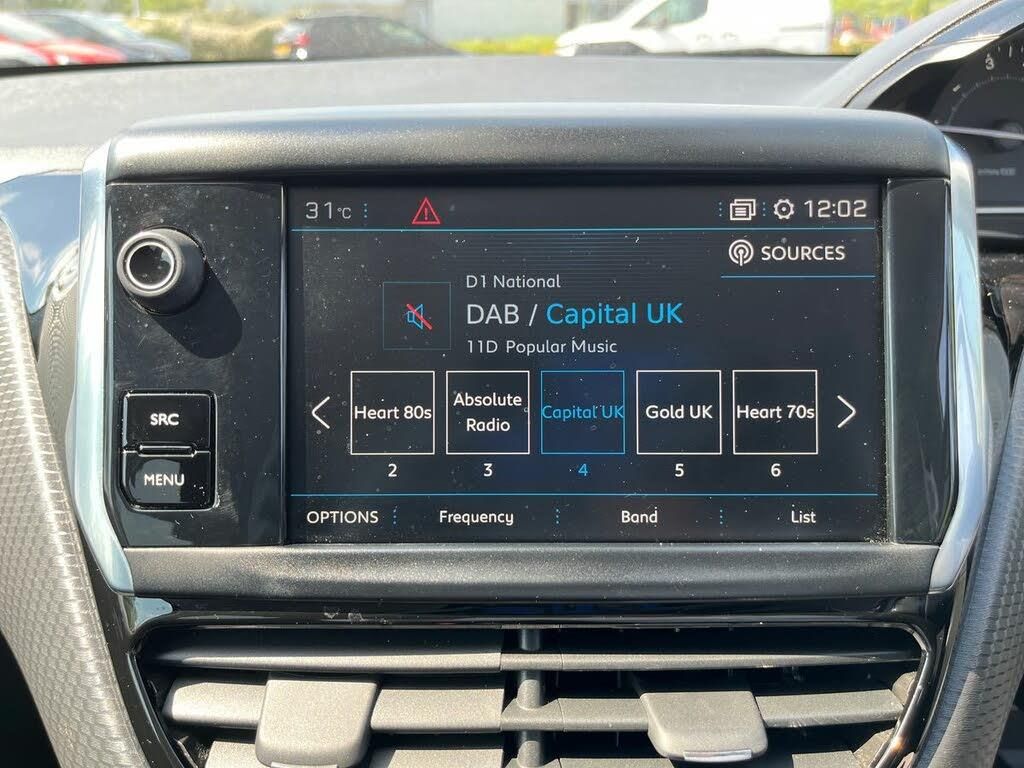 31°C
12:02
SOURCES
D1 National
DAB / Capital UK
11D Popular Music
Heart 80s
Absolute
Radio
Capital UK
Gold UK
Heart 70s
2
3
4
5
6
OPTIONS
Frequency
Band
List
SRC
MENU
3